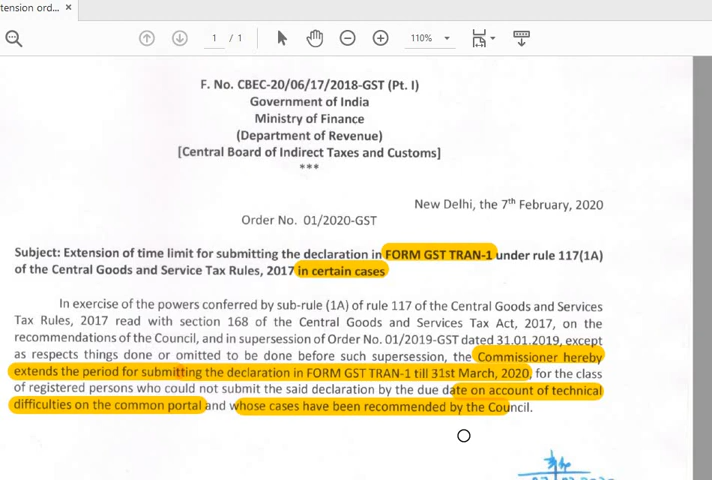 tension ord... ×
1 / 1
110%
F. No. CBEC-20/06/17/2018-GST (Pt. I)
Government of India
Ministry of Finance
(Department of Revenue)
[Central Board of Indirect Taxes and Customs]
***
New Delhi, the 7th February, 2020
Order No. 01/2020-GST
Subject: Extension of time limit for submitting the declaration in FORM GST TRAN-1 under rule 117(1A)
of the Central Goods and Service Tax Rules, 2017 in certain cases
In exercise of the powers conferred by sub-rule (1A) of rule 117 of the Central Goods and Services
Tax Rules, 2017 read with section 168 of the Central Goods and Services Tax Act, 2017, on the
recommendations of the Council, and in supersession of Order No. 01/2019-GST dated 31.01.2019, except
as respects things done or omitted to be done before such supersession, the Commissioner hereby
extends the period for submitting the declaration in FORM GST TRAN-1 till 31st March, 2020, for the class
of registered persons who could not submit the said declaration by the due date on account of technical
difficulties on the common portal and whose cases have been recommended by the Council.